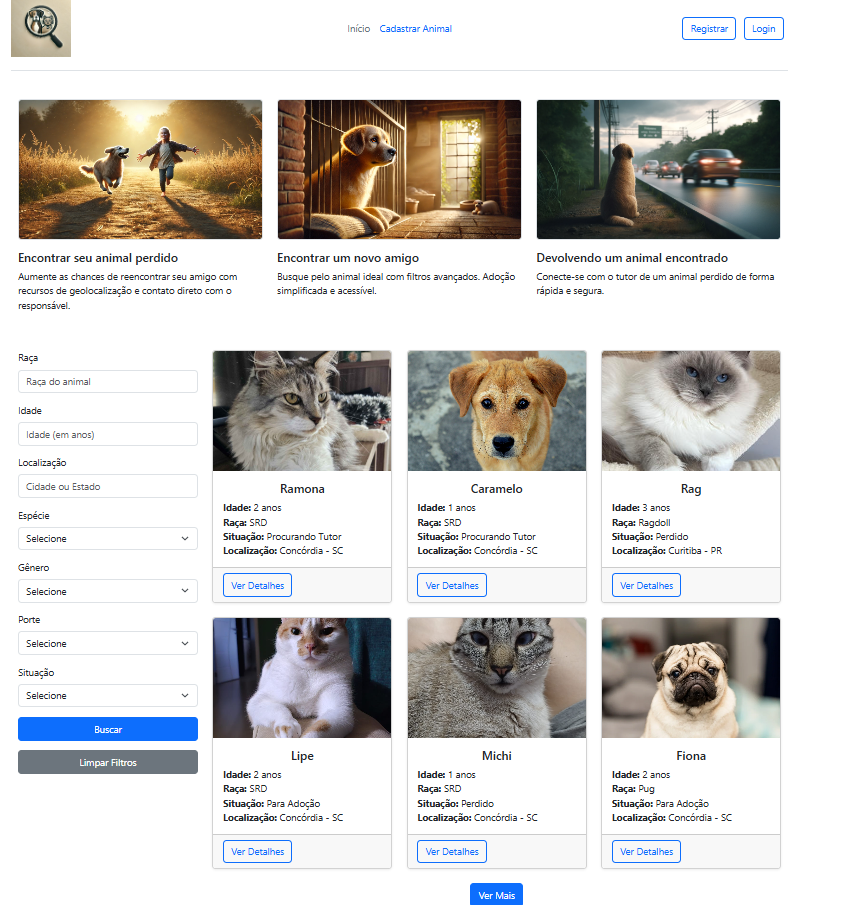 Início Cadastrar Animal Registrar Login
Encontrar seu animal perdido
Aumente as chances de reencontrar seu amigo com
recursos de geolocalização e contato direto com o
responsável.
Encontrar um novo amigo
Busque pelo animal ideal com filtros avançados. Adoção
simplificada e acessível.
Devolvendo um animal encontrado
Conecte-se com o tutor de um animal perdido de forma
rápida e segura.
Raça
Raça do animal
Idade
Idade (em anos)
Localização
Cidade ou Estado
Espécie
Selecione
Gênero
Selecione
Porte
Selecione
Situação
Selecione
Buscar
Limpar Filtros
Ramona
Idade: 2 anos
Raça: SRD
Situação: Procurando Tutor
Localização: Concórdia - SC
Ver Detalhes
Caramelo
Idade: 1 anos
Raça: SRD
Situação: Procurando Tutor
Localização: Concórdia - SC
Ver Detalhes
Rag
Idade: 3 anos
Raça: Ragdoll
Situação: Perdido
Localização: Curitiba - PR
Ver Detalhes
Lipe
Idade: 2 anos
Raça: SRD
Situação: Para Adoção
Localização: Concórdia - SC
Ver Detalhes
Michi
Idade: 1 anos
Raça: SRD
Situação: Perdido
Localização: Concórdia - SC
Ver Detalhes
Fiona
Idade: 2 anos
Raça: Pug
Situação: Para Adoção
Localização: Concórdia - SC
Ver Detalhes
Ver Mais